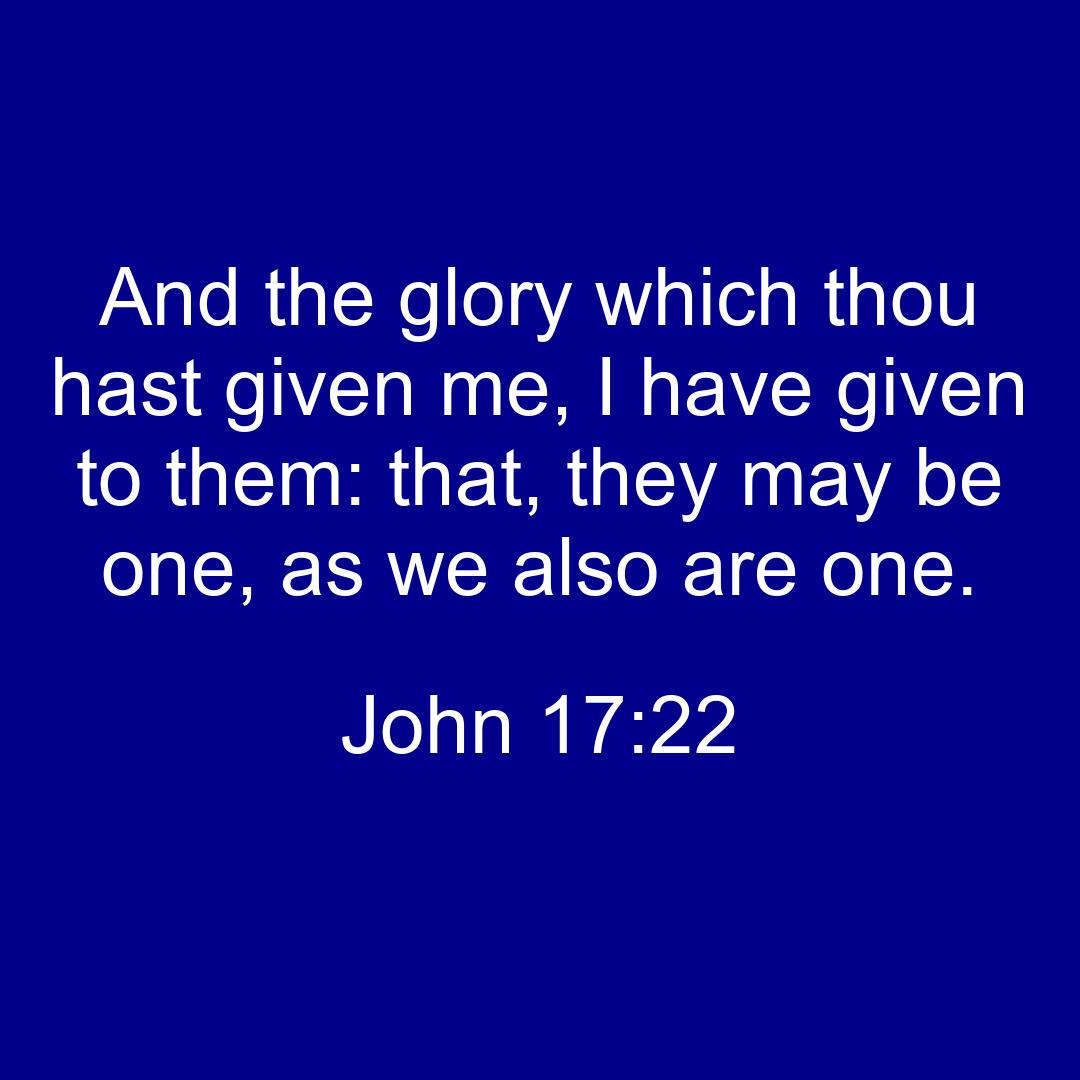 And the glory which thou
hast given me, I have given
to them: that, they may be
one, as we also are one.
John 17:22